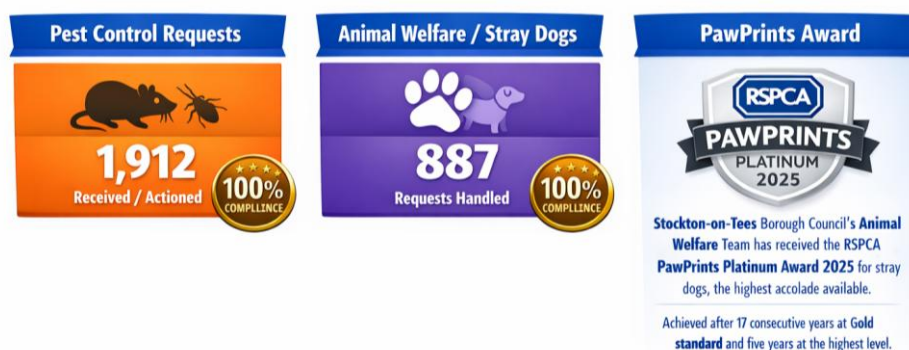 Pest Control Requests
1,912
Received / Actioned
100%
COMPLLINCE
Animal Welfare / Stray Dogs
887
Requests Handled
100%
COMPLLINCE
PawPrints Award
RSPCA
PAWPRINTS
PLATINUM
2025
Stockton-on-Tees Borough Council's Animal
Welfare Team has received the RSPCA
PawPrints Platinum Award 2025 for stray
dogs, the highest accolade available.
Achieved after 17 consecutive years at Gold
standard and five years at the highest level.